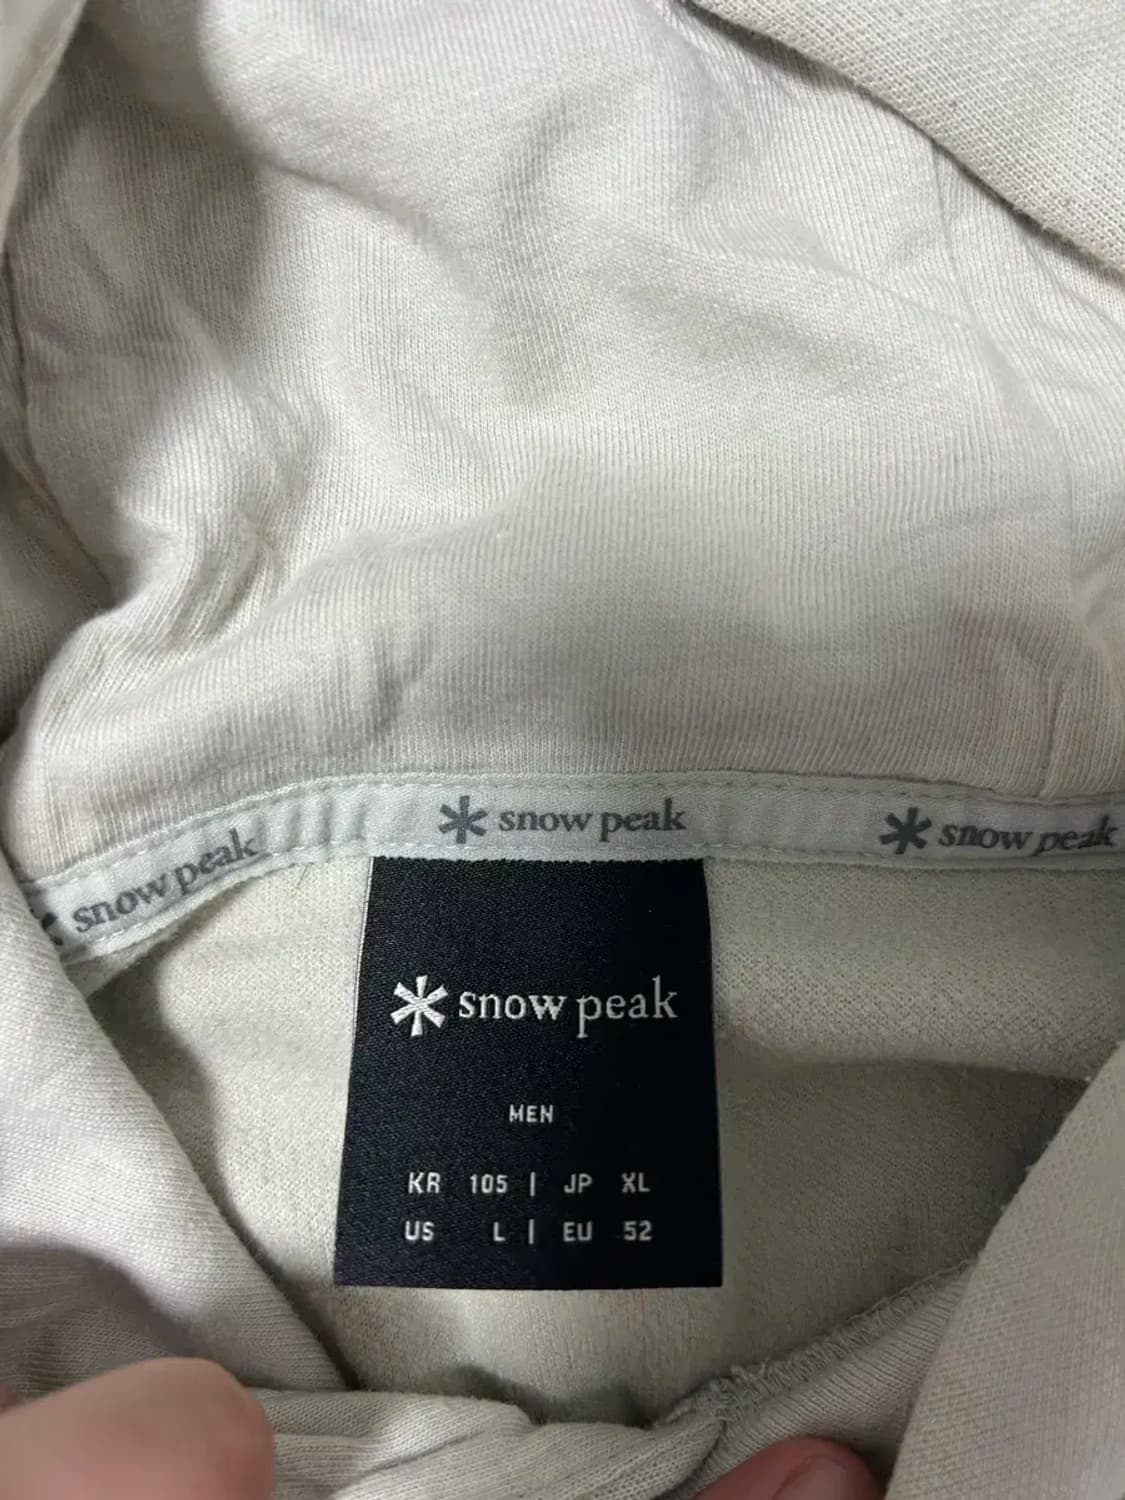 snow peak
snow peak
snow peak
snow peak
MEN
KR 105 | JP XL
US L | EU 52